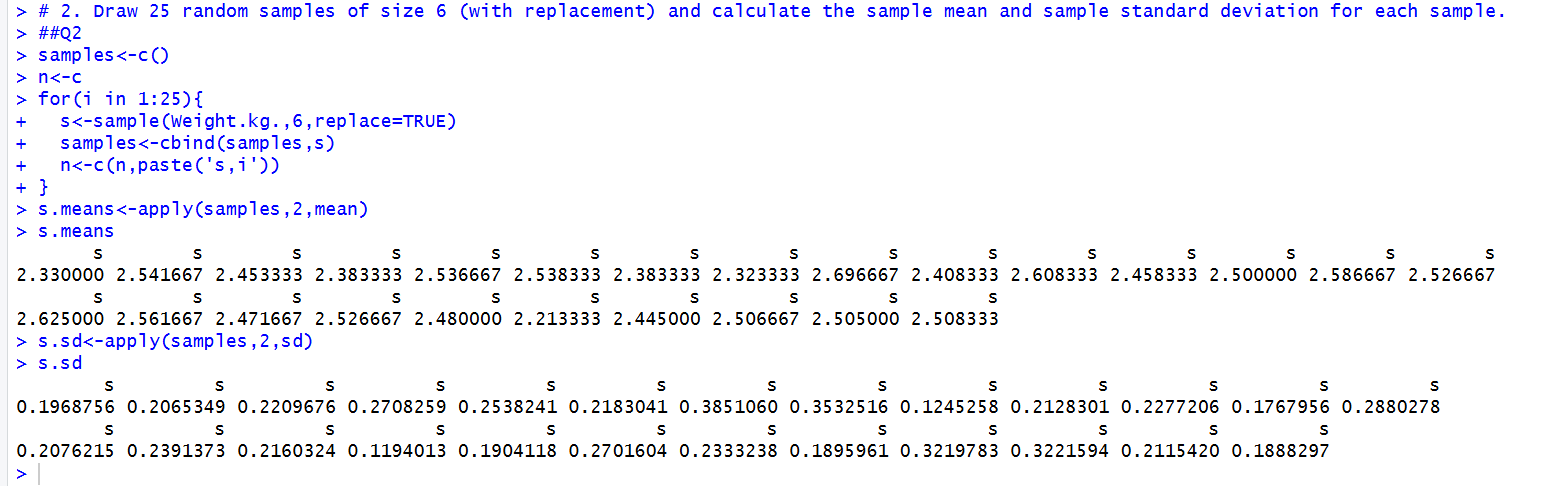 > # 2. Draw 25 random samples of size 6 (with replacement) and calculate the sample mean and sample standard deviation for each sample.
> ##Q2
> samples<-c()
> n<-c
> for(i in 1:25){
+   s<-sample(Weight.kg.,6,replace=TRUE)
+   samples<-cbind(samples,s)
+   n<-c(n,paste('s,i'))
+ }
> s.means<-apply(samples,2,mean)
> s.means
s s s s s s s s s s s s s s s
2.330000 2.541667 2.453333 2.383333 2.536667 2.538333 2.383333 2.323333 2.696667 2.408333 2.608333 2.458333 2.500000 2.586667 2.526667
s s s s s s s s s s
2.625000 2.561667 2.471667 2.526667 2.480000 2.213333 2.445000 2.506667 2.505000 2.508333
> s.sd<-apply(samples,2,sd)
> s.sd
s s s s s s s s s s s s s
0.1968756 0.2065349 0.2209676 0.2708259 0.2538241 0.2183041 0.3851060 0.3532516 0.1245258 0.2128301 0.2277206 0.1767956 0.2880278
s s s s s s s s s s s s
0.2076215 0.2391373 0.2160324 0.1194013 0.1904118 0.2701604 0.2333238 0.1895961 0.3219783 0.3221594 0.2115420 0.1888297
>